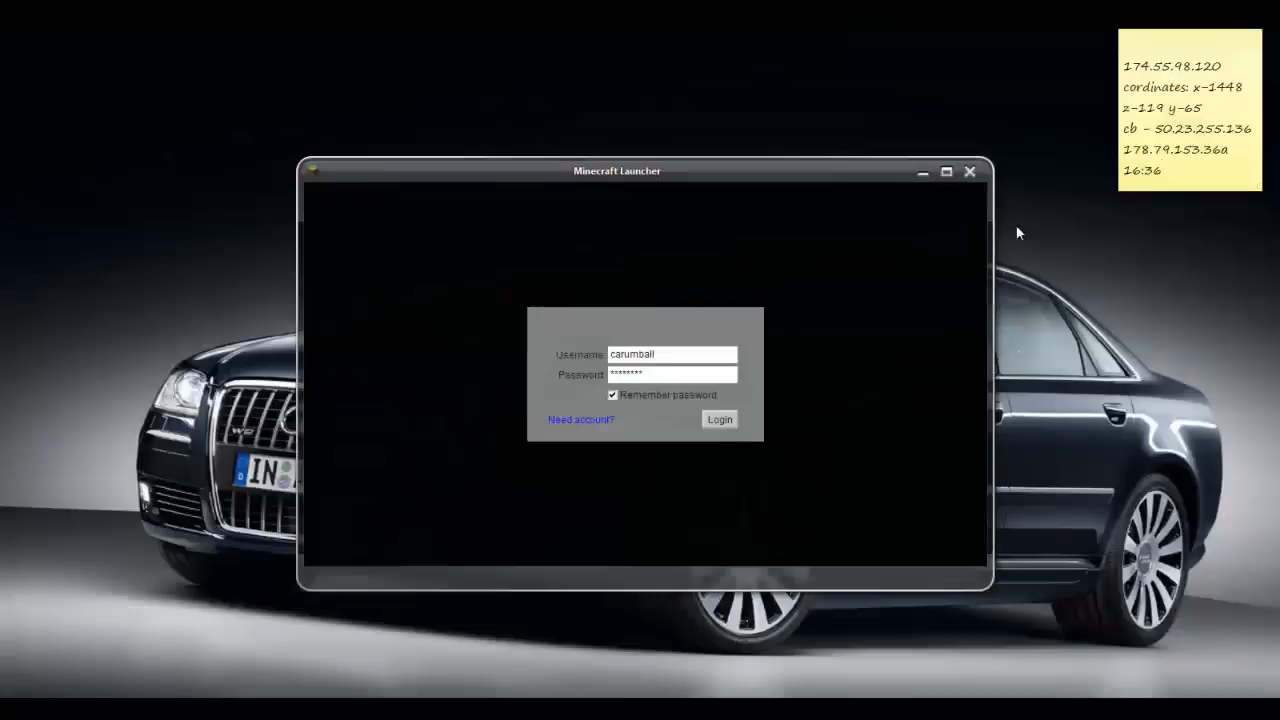 174.55.98.120
cordinates: x-1448
z-119 y-65
cb - 50.23.255.136
178.79.153.36a
16:36
Minecraft Launcher
Username: carumball
Password: ********
Remember password
Need account?
Login
W12
IN